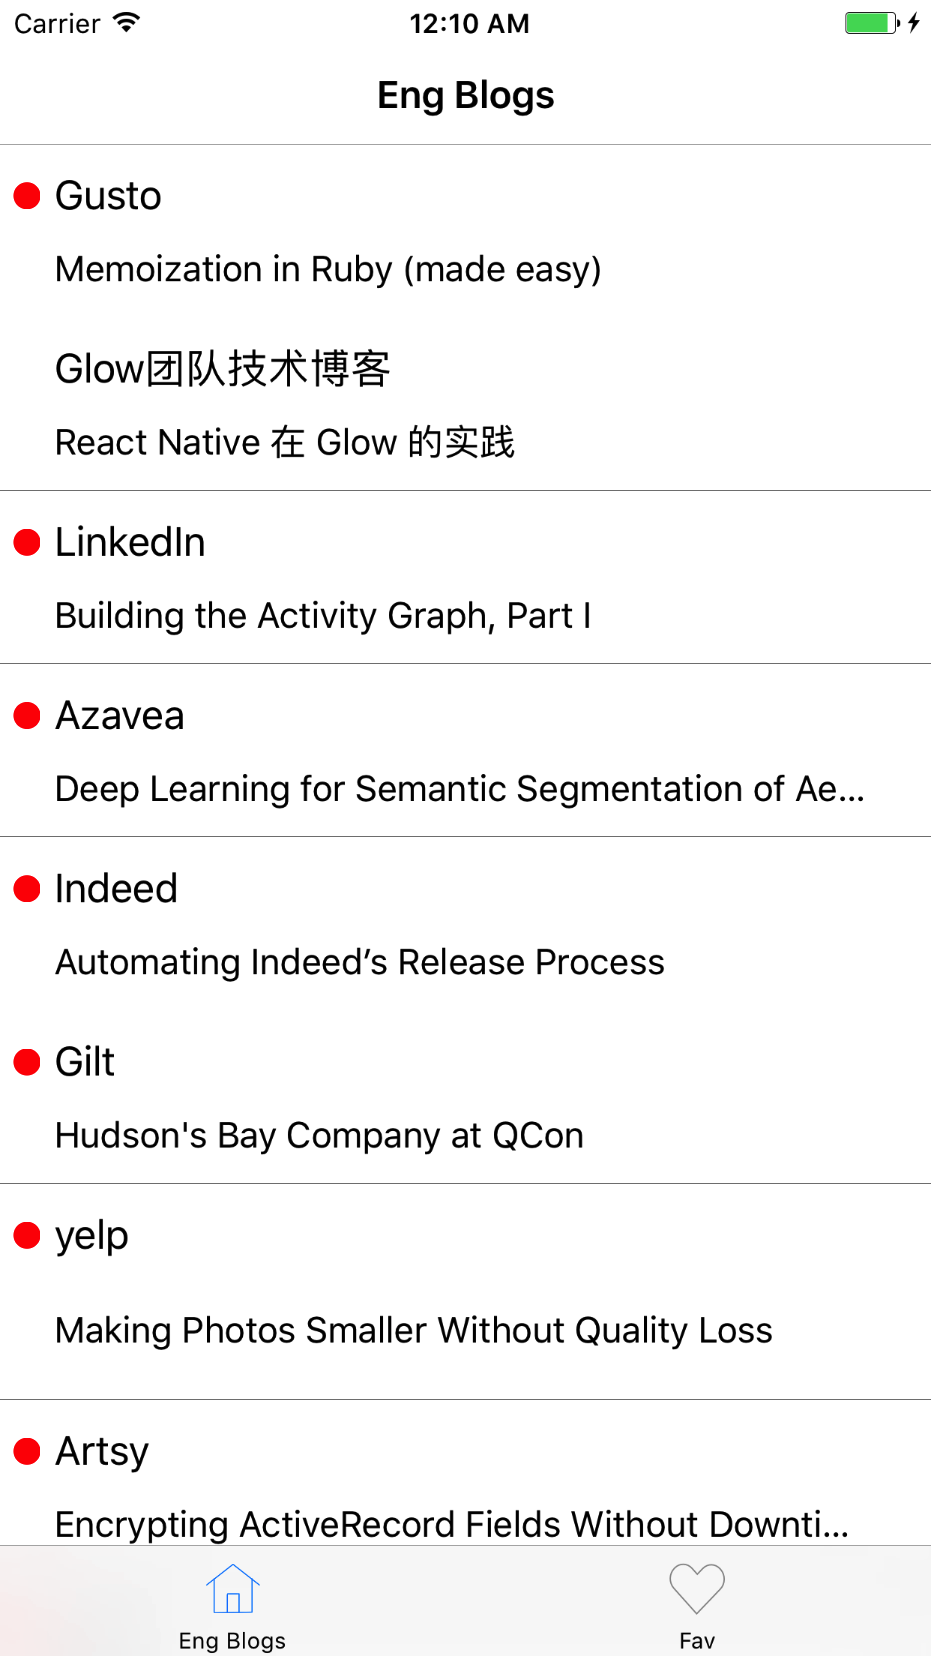 Carrier 12:10 AM
Eng Blogs
Gusto
Memoization in Ruby (made easy)
Glow团队技术博客
React Native 在 Glow 的实践
LinkedIn
Building the Activity Graph, Part I
Azavea
Deep Learning for Semantic Segmentation of Ae...
Indeed
Automating Indeed’s Release Process
Gilt
Hudson's Bay Company at QCon
yelp
Making Photos Smaller Without Quality Loss
Artsy
Encrypting ActiveRecord Fields Without Downti...
Eng Blogs Fav